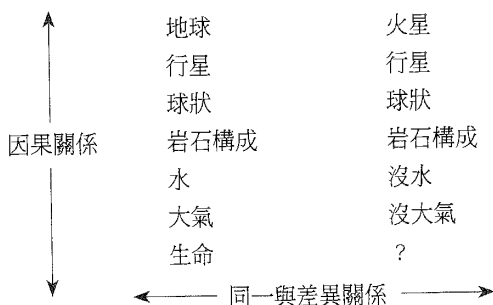 地球 火星
行星 行星
球狀 球狀
因果關係 岩石構成 岩石構成
水 沒水
大氣 沒大氣
生命 ?
同一與差異關係